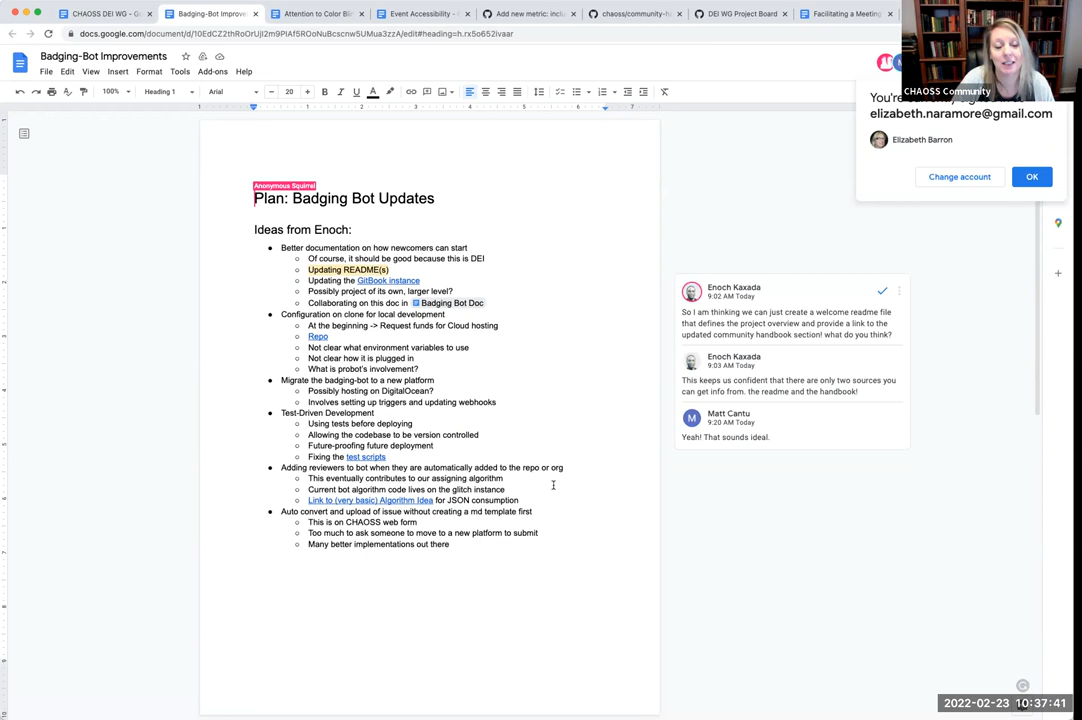 CHAOSS DEI WG - Go
Badging-Bot Improve
Attention to Color Bli
Event Accessibility - G
Add new metric: inclu
chaoss/community-ha
DEI WG Project Board
Facilitating a Meeting
docs.google.com/document/d/10EdCZ2thRoOrUjI2m9PIAf5ROoNuBcscnw5UMua3zzA/edit#heading=h.rx5o652ivaar
Badging-Bot Improvements
File Edit View Insert Format Tools Add-ons Help
100% Heading 1 Arial 20
CHAOSS Community
elizabeth.naramore@gmail.com
Elizabeth Barron
Change account OK
Anonymous Squirrel
Plan: Badging Bot Updates
Ideas from Enoch:
Better documentation on how newcomers can start
Of course, it should be good because this is DEI
Updating README(s)
Updating the GitBook instance
Possibly project of its own, larger level?
Collaborating on this doc in Badging Bot Doc
Configuration on clone for local development
At the beginning -> Request funds for Cloud hosting
Repo
Not clear what environment variables to use
Not clear how it is plugged in
What is probot's involvement?
Migrate the badging-bot to a new platform
Possibly hosting on DigitalOcean?
Involves setting up triggers and updating webhooks
Test-Driven Development
Using tests before deploying
Allowing the codebase to be version controlled
Future-proofing future deployment
Fixing the test scripts
Adding reviewers to bot when they are automatically added to the repo or org
This eventually contributes to our assigning algorithm
Current bot algorithm code lives on the glitch instance
Link to (very basic) Algorithm Idea for JSON consumption
Auto convert and upload of issue without creating a md template first
This is on CHAOSS web form
Too much to ask someone to move to a new platform to submit
Many better implementations out there
Enoch Kaxada
9:02 AM Today
So I am thinking we can just create a welcome readme file
that defines the project overview and provide a link to the
updated community handbook section! what do you think?
Enoch Kaxada
9:03 AM Today
This keeps us confident that there are only two sources you
can get info from. the readme and the handbook!
M
Matt Cantu
9:20 AM Today
Yeah! That sounds ideal.
2022-02-23 10:37:41